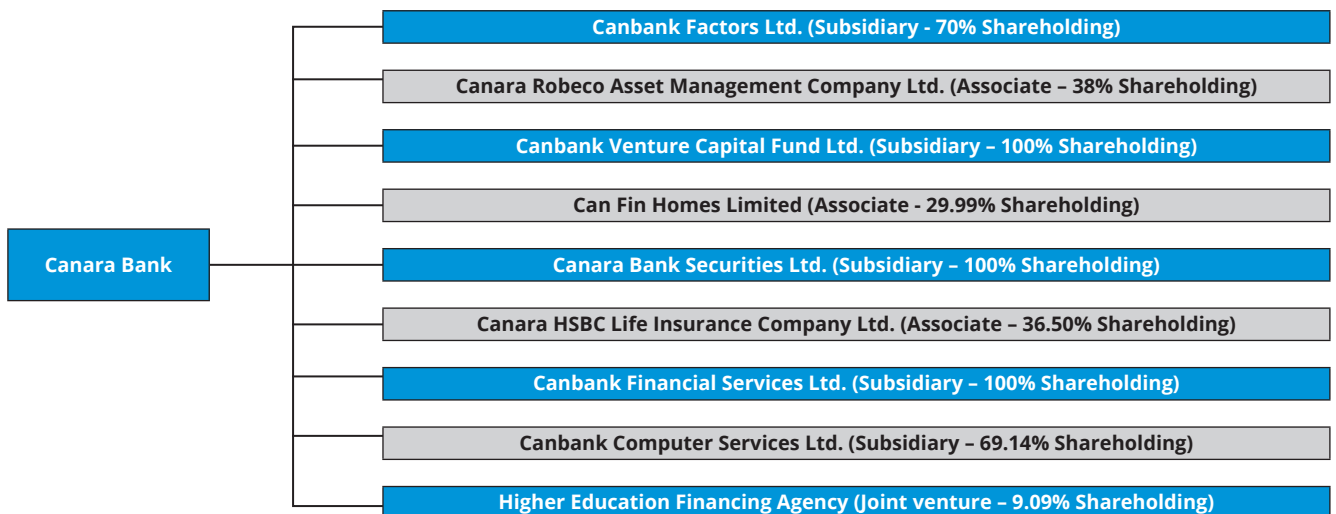 Canbank Factors Ltd. (Subsidiary - 70% Shareholding)
Canara Robeco Asset Management Company Ltd. (Associate – 38% Shareholding)
Canbank Venture Capital Fund Ltd. (Subsidiary – 100% Shareholding)
Can Fin Homes Limited (Associate - 29.99% Shareholding)
Canara Bank
Canara Bank Securities Ltd. (Subsidiary – 100% Shareholding)
Canara HSBC Life Insurance Company Ltd. (Associate – 36.50% Shareholding)
Canbank Financial Services Ltd. (Subsidiary – 100% Shareholding)
Canbank Computer Services Ltd. (Subsidiary – 69.14% Shareholding)
Higher Education Financing Agency (Joint venture – 9.09% Shareholding)